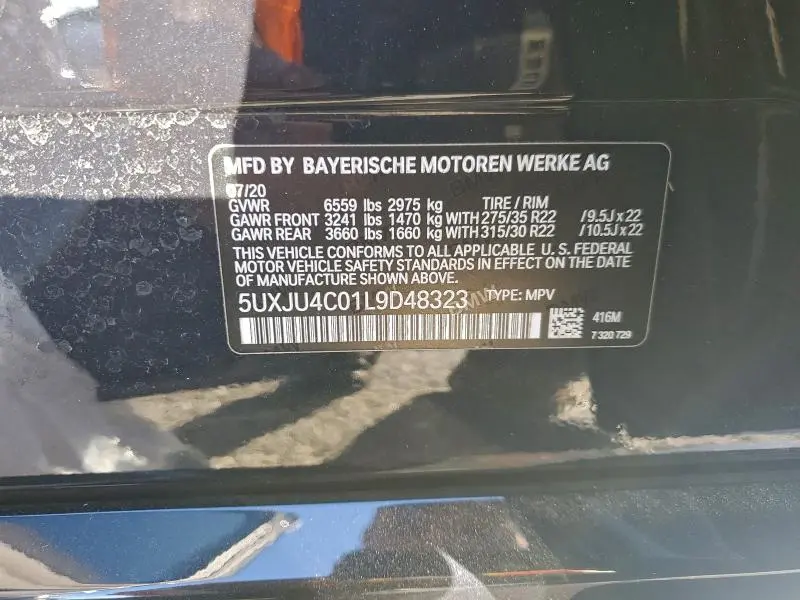 MFD BY BAYERISCHE MOTOREN WERKE AG
07/20
GVWR 6559 lbs 2975 kg TIRE / RIM
GAWR FRONT 3241 lbs 1470 kg WITH 275/35 R22 /9.5J x 22
GAWR REAR 3660 lbs 1660 kg WITH 315/30 R22 /10.5J x 22
THIS VEHICLE CONFORMS TO ALL APPLICABLE U. S. FEDERAL
MOTOR VEHICLE SAFETY STANDARDS IN EFFECT ON THE DATE
OF MANUFACTURE SHOWN ABOVE.
5UXJU4C01L9D48323 TYPE: MPV
416M
7 320 729